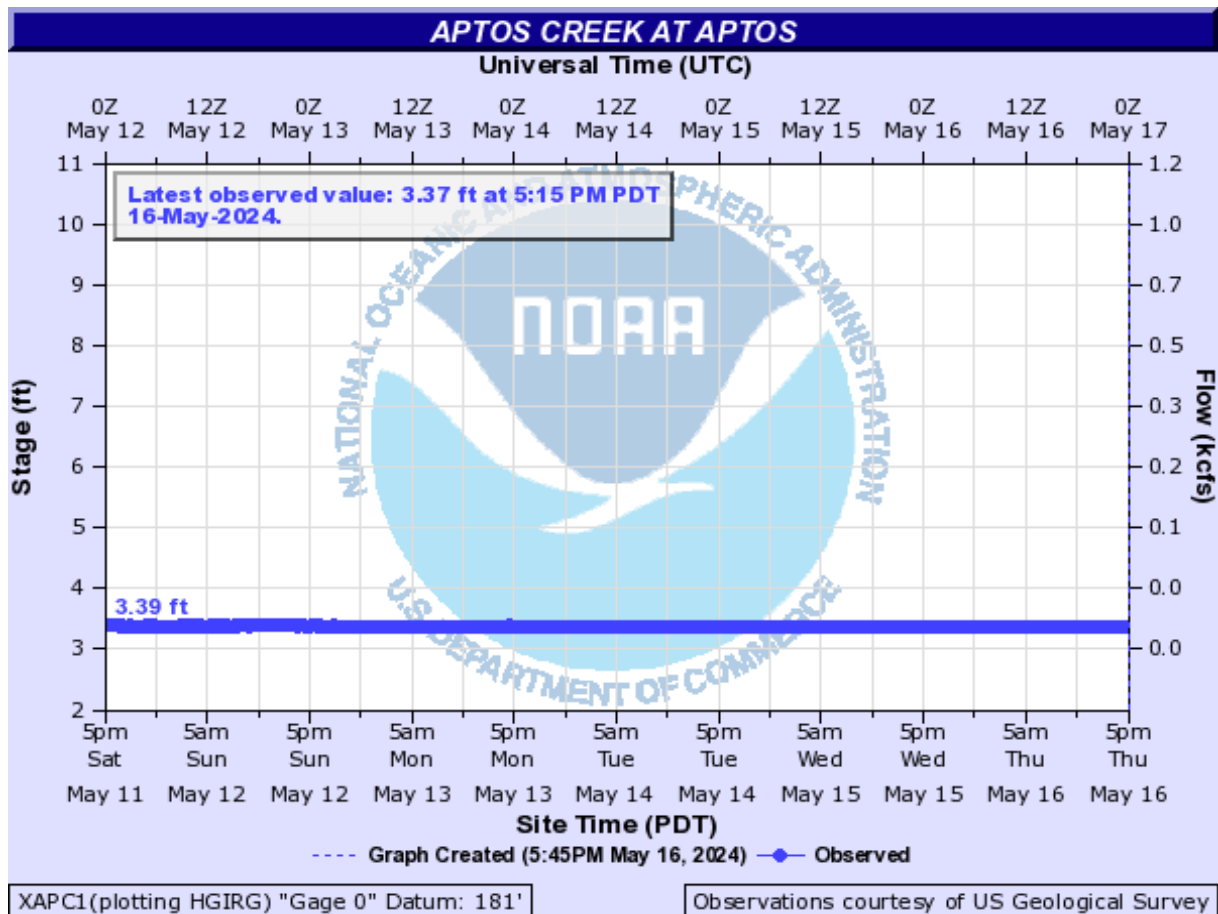 APTOS CREEK AT APTOS
Universal Time (UTC)
0Z 12Z 0Z 12Z 0Z 12Z 0Z 12Z 0Z 12Z 0Z
May 12 May 12 May 13 May 13 May 14 May 14 May 15 May 15 May 16 May 16 May 17
Latest observed value: 3.37 ft at 5:15 PM PDT
16-May-2024.
NATIONAL OCEANIC AND ATMOSPHERIC ADMINISTRATION
NOAA
U.S. DEPARTMENT OF COMMERCE
Stage (ft)
11
10
9
8
7
6
5
4
3
2
3.39 ft
1.2
1.0
0.7
0.5
0.3
0.2
0.1
0.0
0.0
Flow (kcfs)
5pm 5am 5pm 5am 5pm 5am 5pm 5am 5pm 5am 5pm
Sat Sun Sun Mon Mon Tue Tue Wed Wed Thu Thu
May 11 May 12 May 12 May 13 May 13 May 14 May 14 May 15 May 15 May 16 May 16
Site Time (PDT)
Graph Created (5:45PM May 16, 2024) Observed
XAPC1(plotting HGIRG) "Gage 0" Datum: 181'
Observations courtesy of US Geological Survey